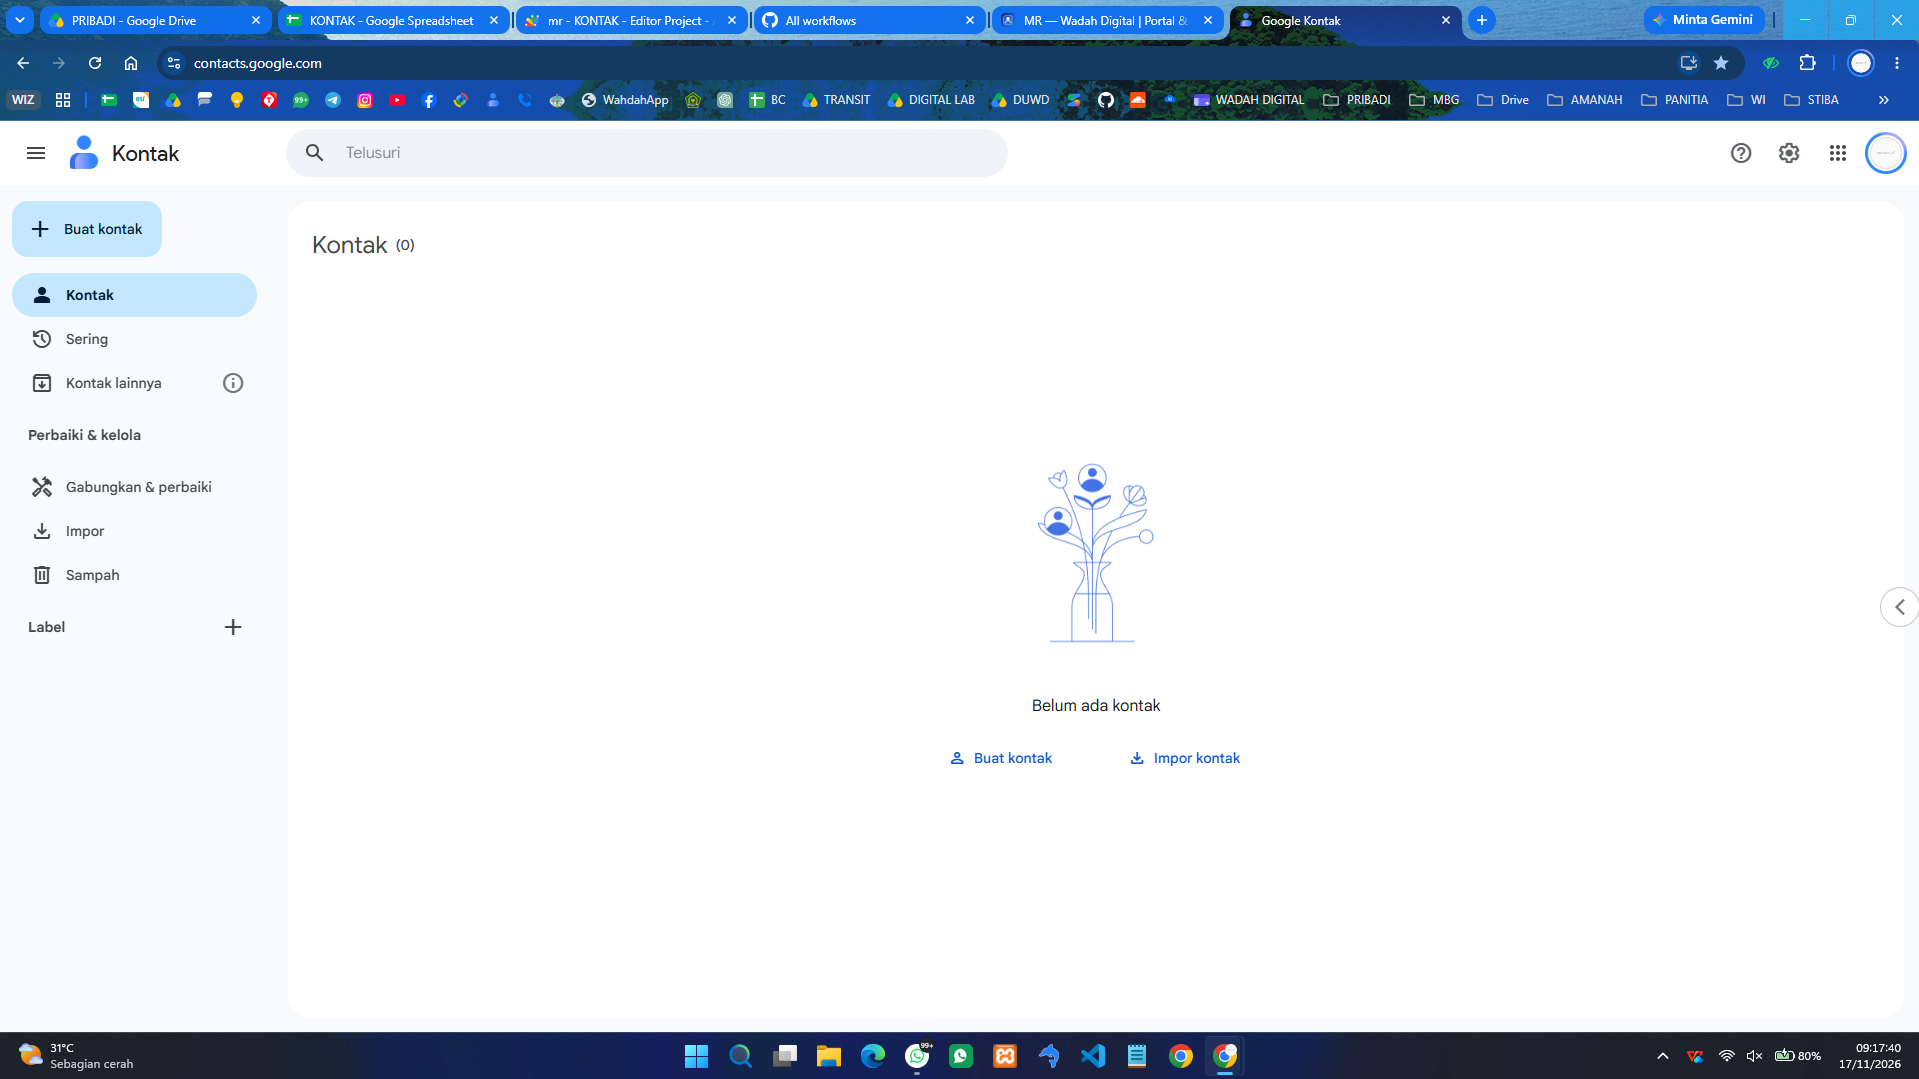 PRIBADI - Google Drive
KONTAK - Google Spreadsheet
mr - KONTAK - Editor Project -
All workflows
MR — Wadah Digital | Portal &
Google Kontak
Minta Gemini
contacts.google.com
WIZ
99+
WahdahApp
BC
TRANSIT
DIGITAL LAB
DUWD
WADAH DIGITAL
PRIBADI
MBG
Drive
AMANAH
PANITIA
WI
STIBA
Kontak
Telusuri
Buat kontak
Kontak (0)
Kontak
Sering
Kontak lainnya
Perbaiki & kelola
Gabungkan & perbaiki
Impor
Sampah
Label
Belum ada kontak
Buat kontak
Impor kontak
31°C
Sebagian cerah
99+
80%
09:17:40
17/11/2026